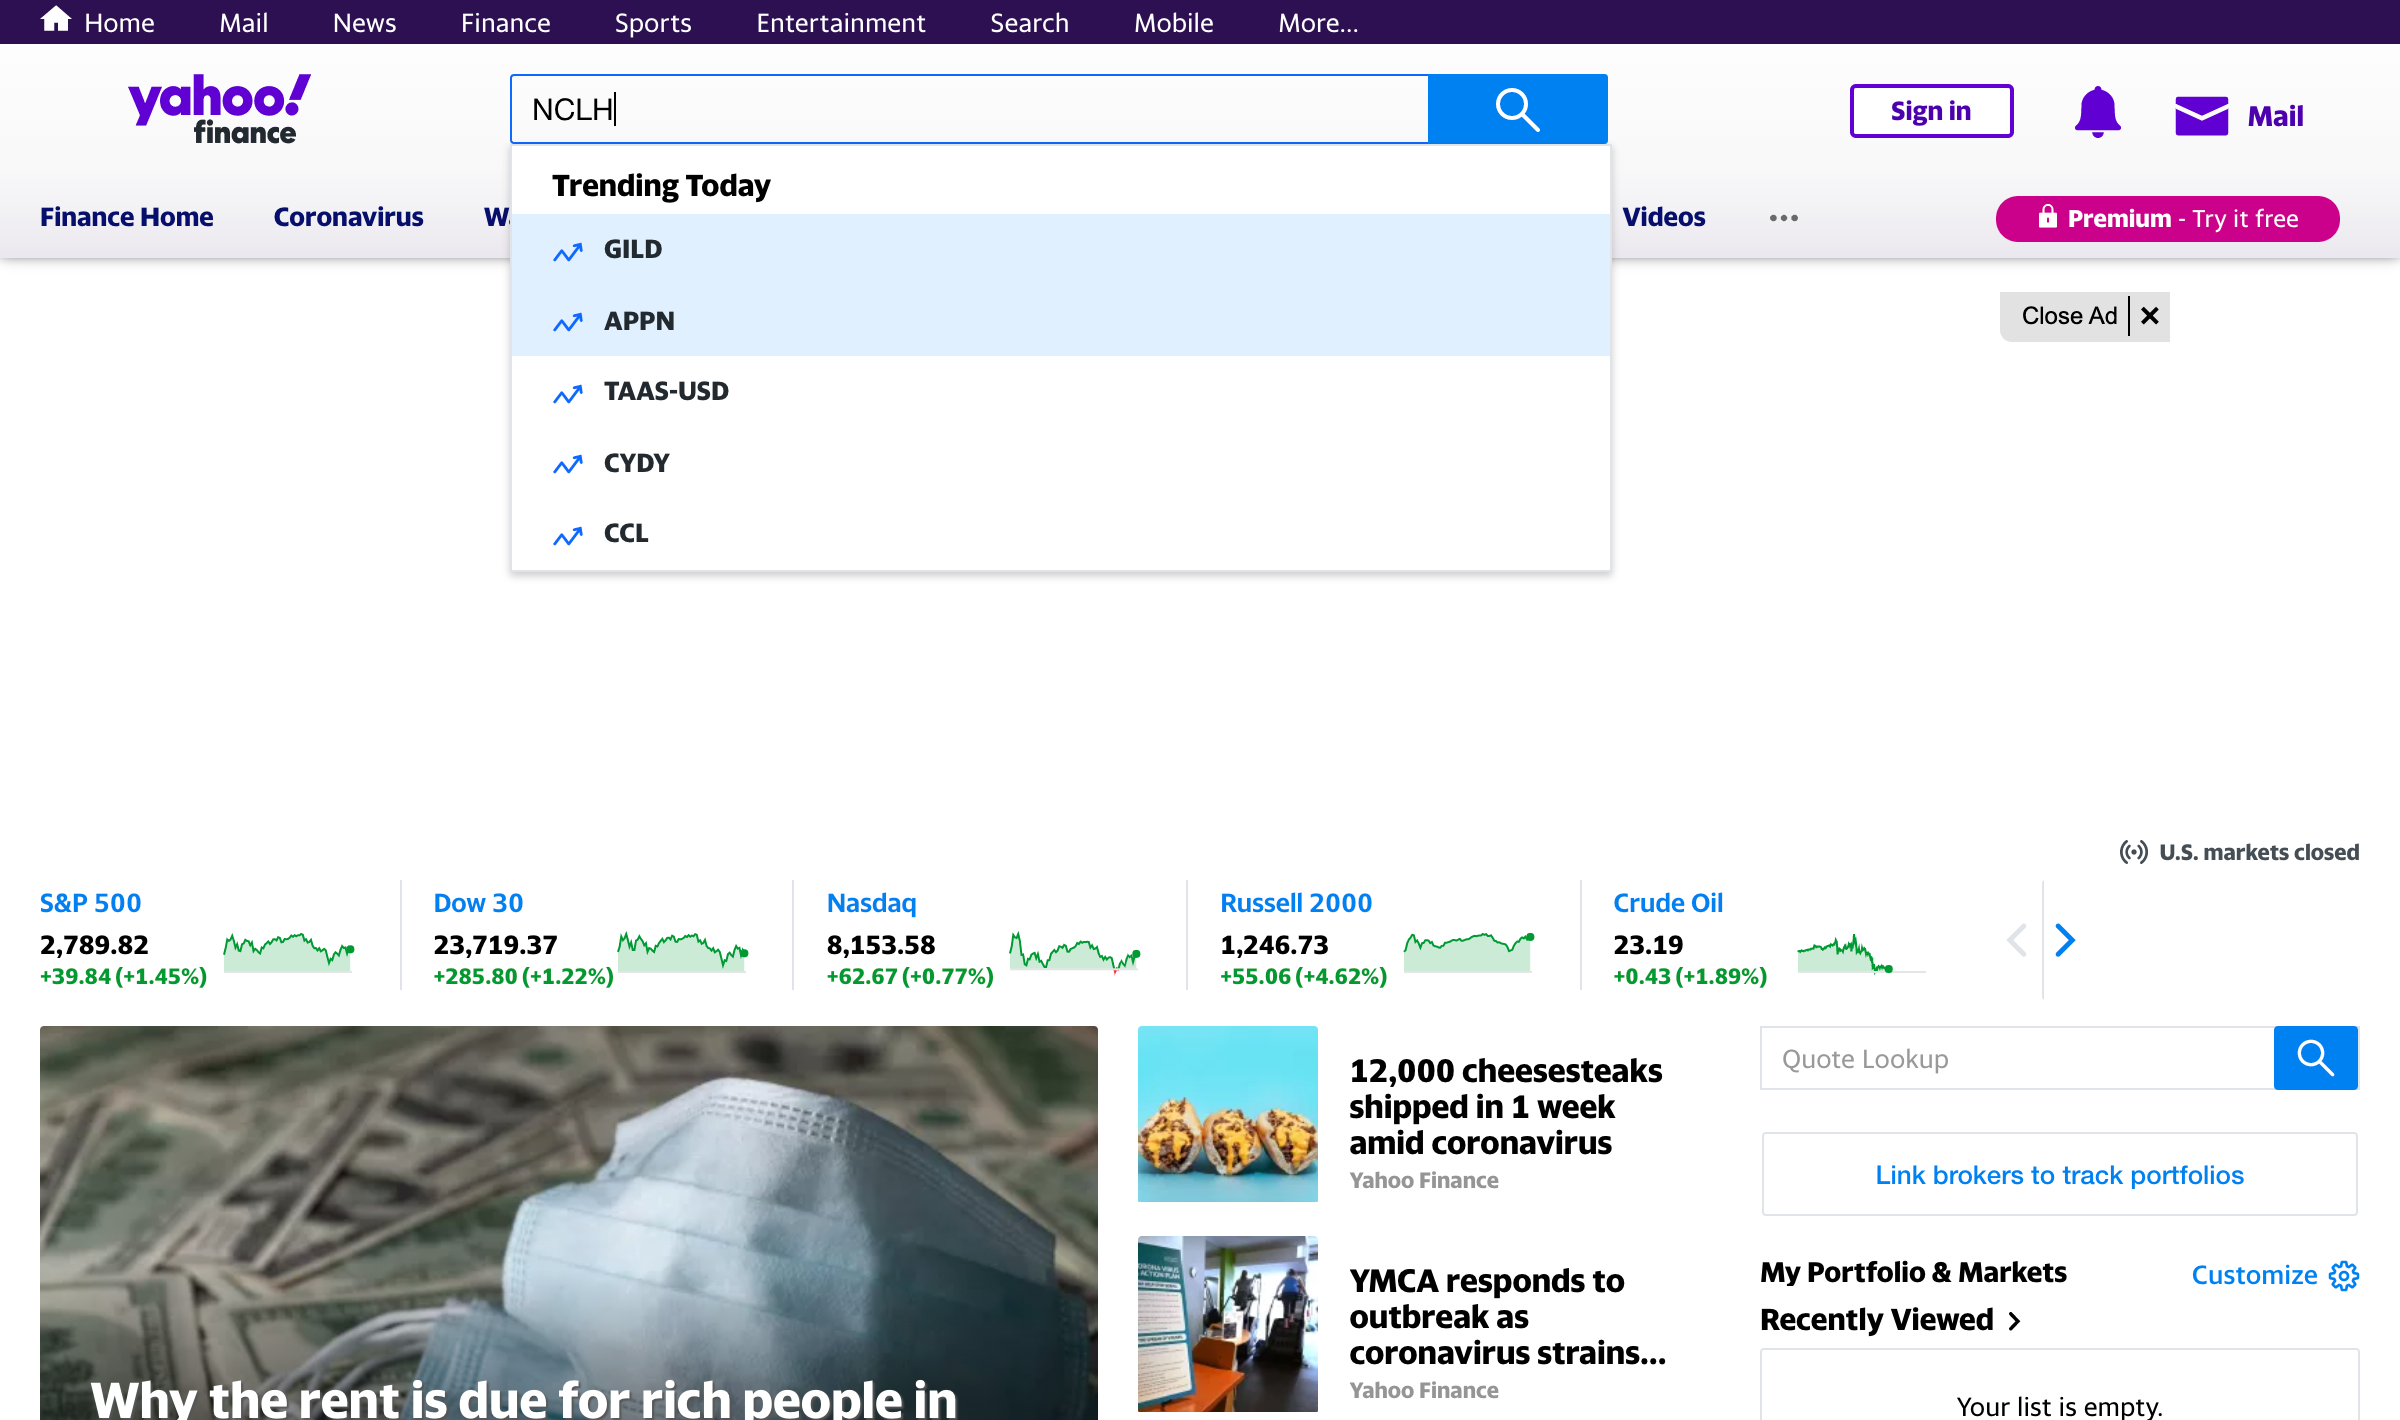 Home Mail News Finance Sports Entertainment Search Mobile More...
yahoo!
finance
NCLH
Sign in
Mail
Finance Home Coronavirus Videos
Premium - Try it free
Trending Today
GILD
APPN
TAAS-USD
CYDY
CCL
Close Ad
U.S. markets closed
S&P 500
2,789.82
+39.84 (+1.45%)
Dow 30
23,719.37
+285.80 (+1.22%)
Nasdaq
8,153.58
+62.67 (+0.77%)
Russell 2000
1,246.73
+55.06 (+4.62%)
Crude Oil
23.19
+0.43 (+1.89%)
Why the rent is due for rich people in
12,000 cheesesteaks
shipped in 1 week
amid coronavirus
Yahoo Finance
YMCA responds to
outbreak as
coronavirus strains...
Yahoo Finance
Quote Lookup
Link brokers to track portfolios
My Portfolio & Markets
Customize
Recently Viewed
Your list is empty.